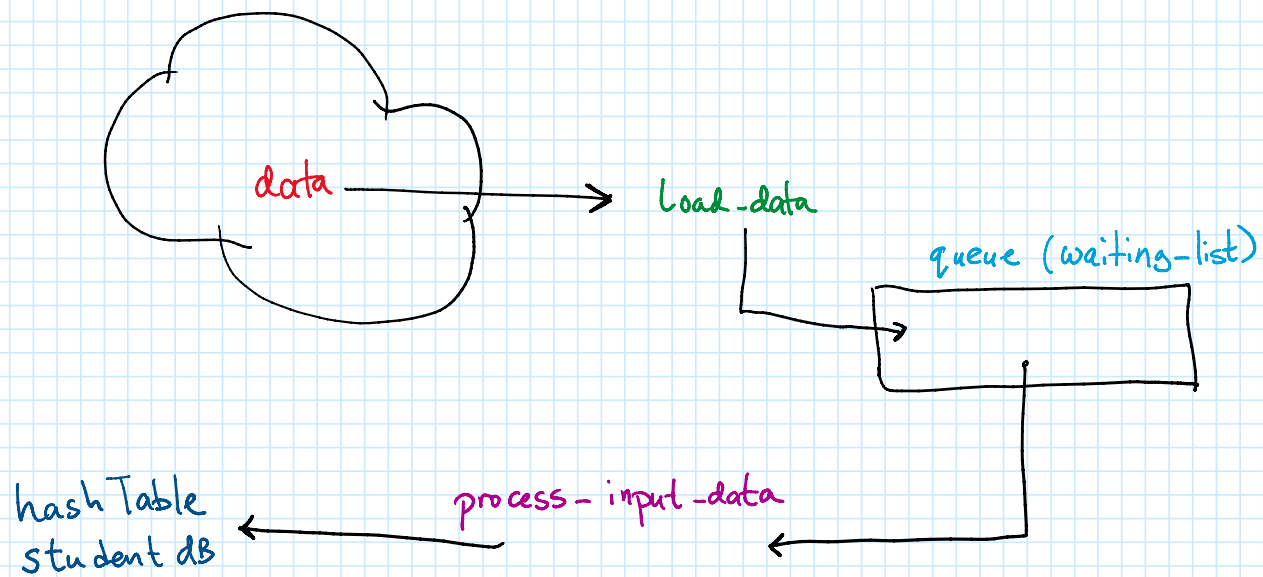 data
load-data
queue (waiting-list)
process-input-data
hashTable
student dB